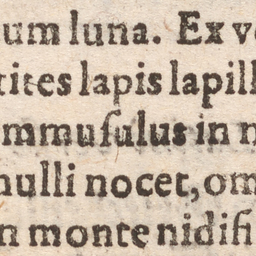 um luna. Ex v
tites lapis lapill
mmuſulus in n
nulli nocet, om
n monte nidifi